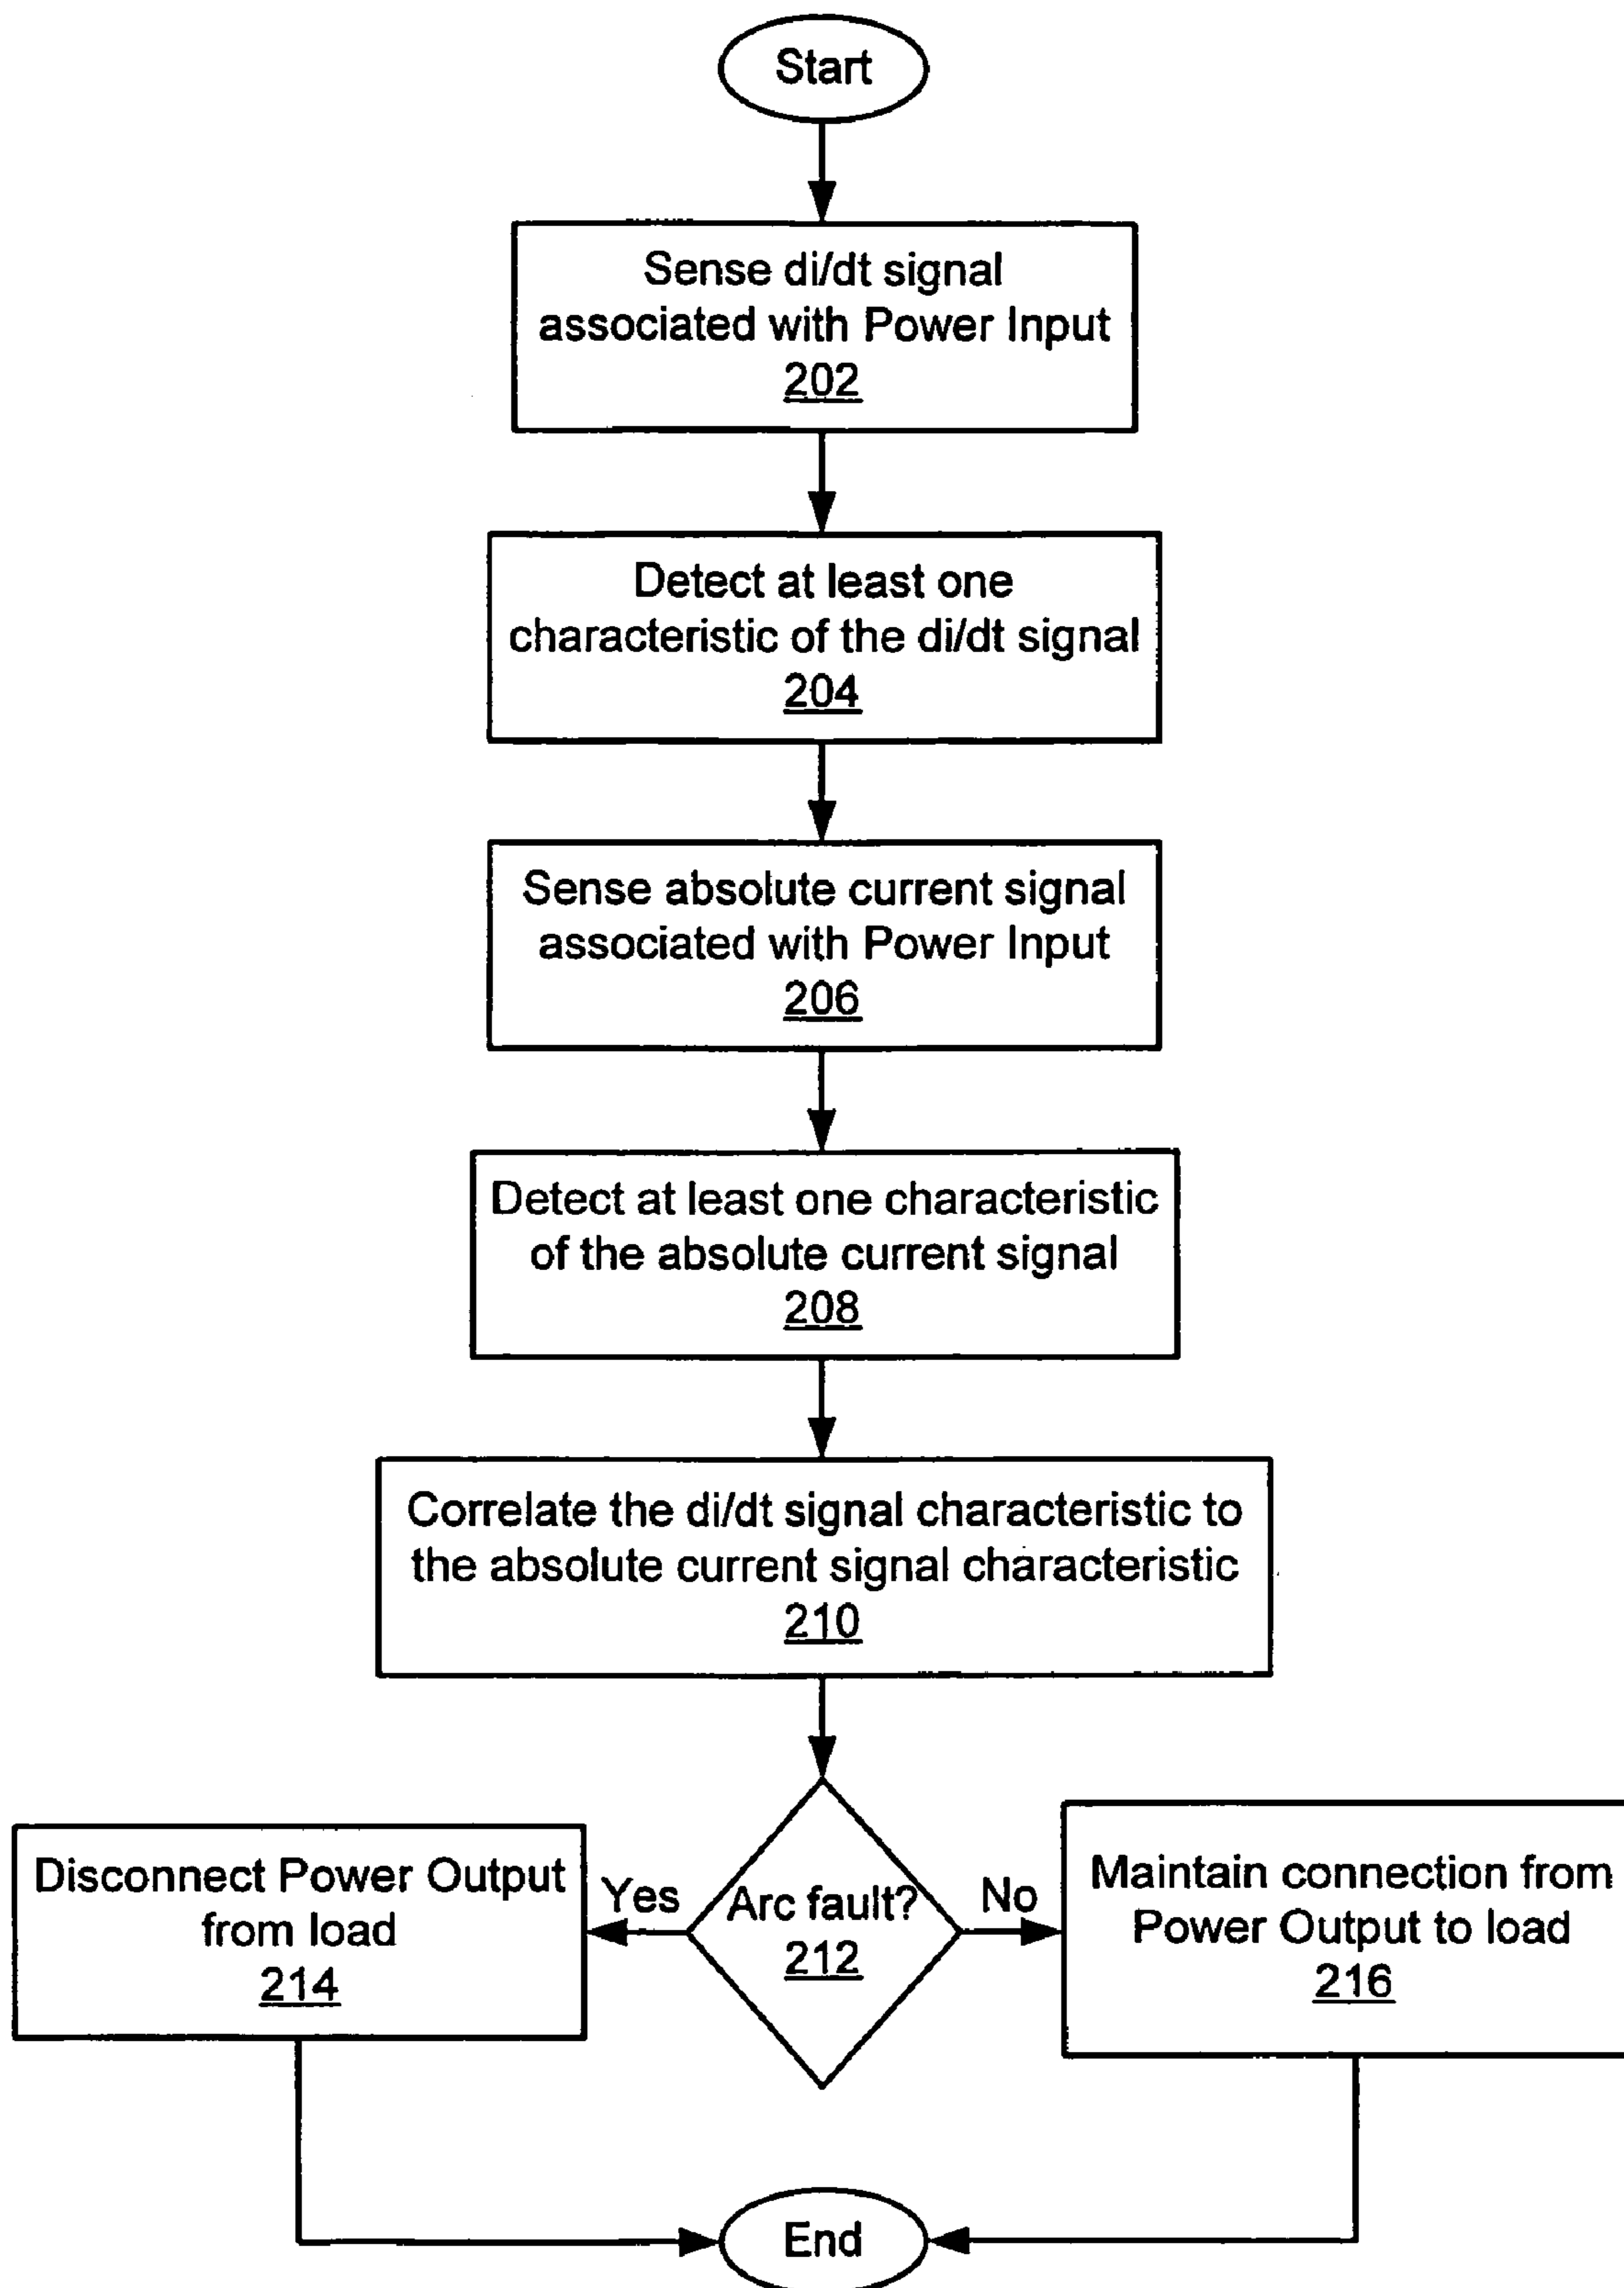 Start
Sense di/dt signal
associated with Power Input
202
Detect at least one
characteristic of the di/dt signal
204
Sense absolute current signal
associated with Power Input
206
Detect at least one characteristic
of the absolute current signal
208
Correlate the di/dt signal characteristic to
the absolute current signal characteristic
210
Disconnect Power Output
from load
214
Yes
Arc fault?
212
No
Maintain connection from
Power Output to load
216
End